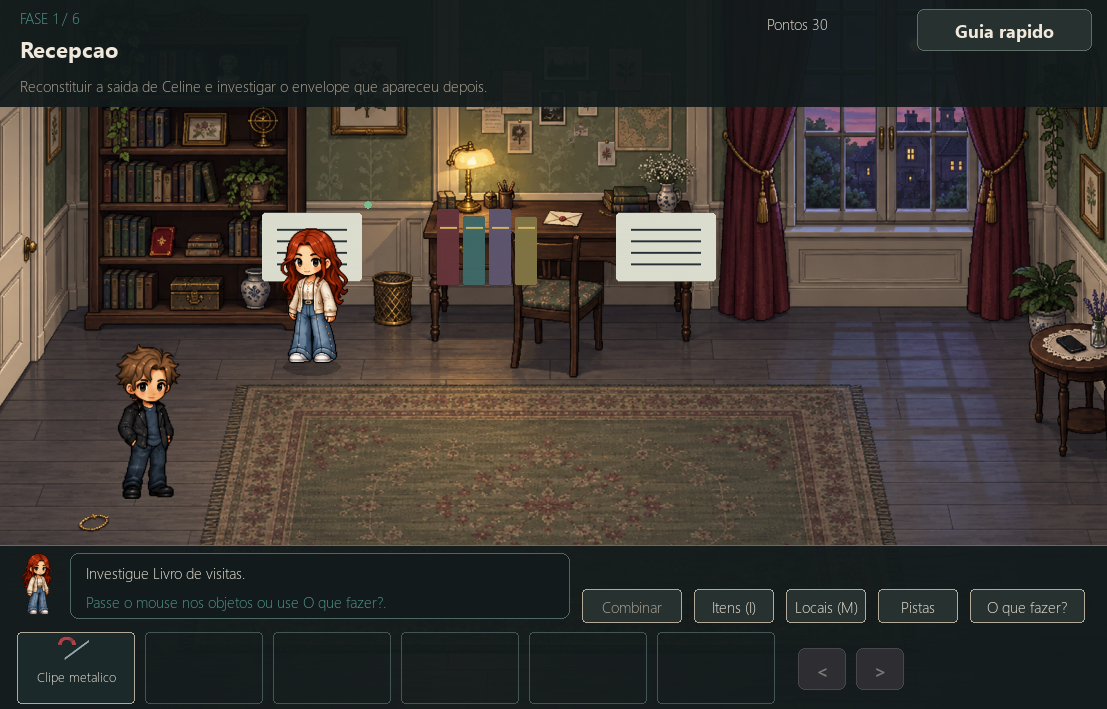 FASE 1 / 6
Recepcao
Reconstituir a saida de Celine e investigar o envelope que apareceu depois.
Pontos 30
Guia rapido
Investigue Livro de visitas.
Passe o mouse nos objetos ou use O que fazer?.
Combinar
Itens (I)
Locais (M)
Pistas
O que fazer?
Clipe metalico
<
>